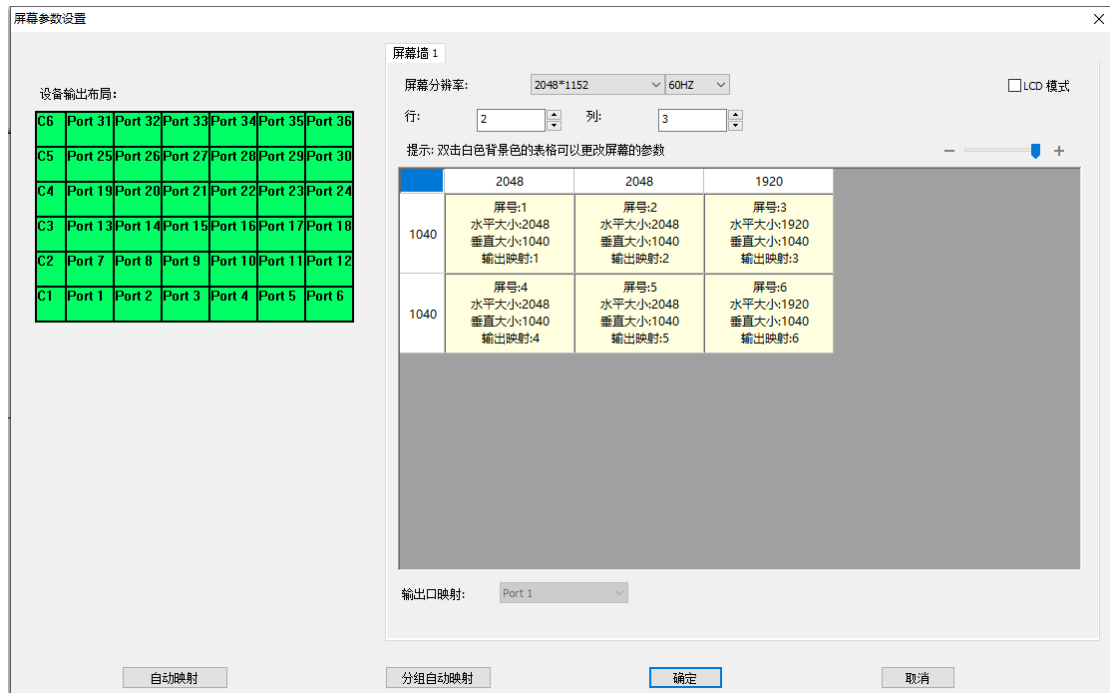 屏幕参数设置
屏幕墙 1
屏幕分辨率: 2048*1152 60HZ LCD 模式
设备输出布局:
行: 2 列: 3
提示: 双击白色背景色的表格可以更改屏幕的参数
C6 Port 31 Port 32 Port 33 Port 34 Port 35 Port 36
C5 Port 25 Port 26 Port 27 Port 28 Port 29 Port 30
C4 Port 19 Port 20 Port 21 Port 22 Port 23 Port 24
C3 Port 13 Port 14 Port 15 Port 16 Port 17 Port 18
C2 Port 7 Port 8 Port 9 Port 10 Port 11 Port 12
C1 Port 1 Port 2 Port 3 Port 4 Port 5 Port 6
2048 2048 1920
1040
屏号:1
水平大小:2048
垂直大小:1040
输出映射:1
屏号:2
水平大小:2048
垂直大小:1040
输出映射:2
屏号:3
水平大小:1920
垂直大小:1040
输出映射:3
1040
屏号:4
水平大小:2048
垂直大小:1040
输出映射:4
屏号:5
水平大小:2048
垂直大小:1040
输出映射:5
屏号:6
水平大小:1920
垂直大小:1040
输出映射:6
输出口映射: Port 1
自动映射 分组自动映射 确定 取消